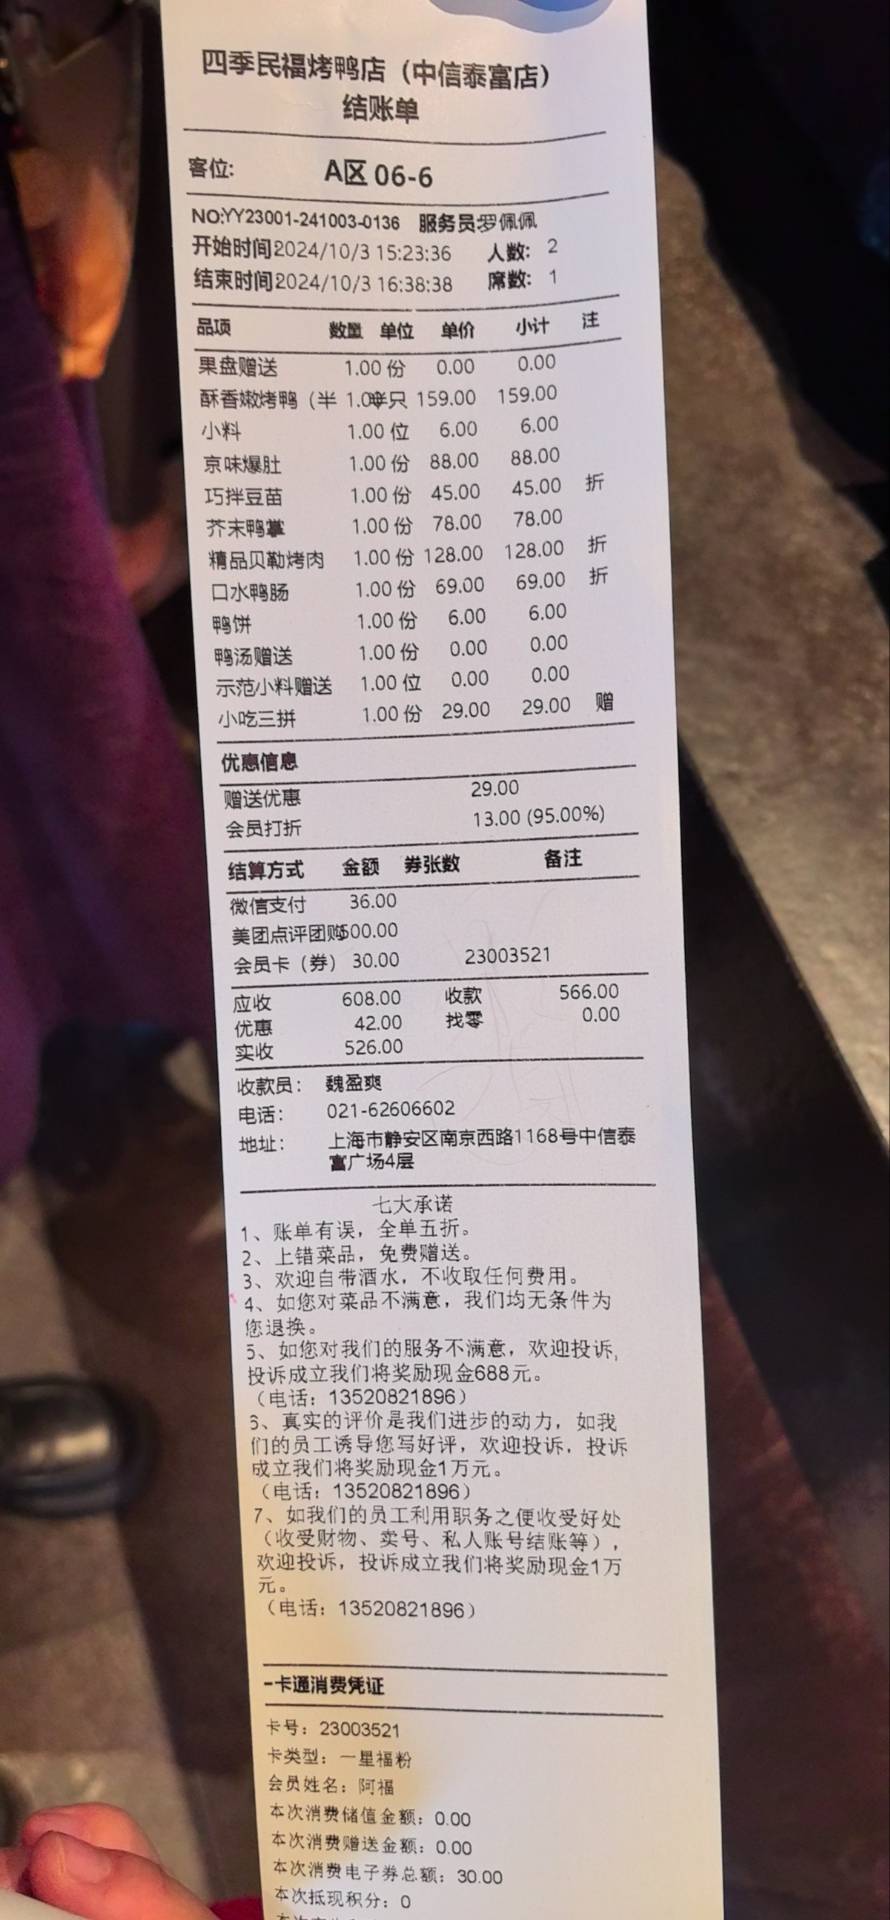 四季民福烤鸭店（中信泰富店）
结账单
客位: A区 06-6
NO:YY23001-241003-0136 服务员罗佩佩
开始时间2024/10/3 15:23:36 人数: 2
结束时间2024/10/3 16:38:38 席数: 1
品项 数量 单位 单价 小计 注
果盘赠送 1.00 份 0.00 0.00
酥香嫩烤鸭（半 1.00半只 159.00 159.00
小料 1.00 位 6.00 6.00
京味爆肚 1.00 份 88.00 88.00
巧拌豆苗 1.00 份 45.00 45.00 折
芥末鸭掌 1.00 份 78.00 78.00
精品贝勒烤肉 1.00 份 128.00 128.00 折
口水鸭肠 1.00 份 69.00 69.00 折
鸭饼 1.00 份 6.00 6.00
鸭汤赠送 1.00 份 0.00 0.00
示范小料赠送 1.00 位 0.00 0.00
小吃三拼 1.00 份 29.00 29.00 赠
优惠信息
赠送优惠 29.00
会员打折 13.00 (95.00%)
结算方式 金额 券张数 备注
微信支付 36.00
美团点评团购500.00
会员卡（券） 30.00 23003521
应收 608.00 收款 566.00
优惠 42.00 找零 0.00
实收 526.00
收款员： 魏盈爽
电话： 021-62606602
地址： 上海市静安区南京西路1168号中信泰
富广场4层
七大承诺
1、账单有误，全单五折。
2、上错菜品，免费赠送。
3、欢迎自带酒水，不收取任何费用。
4、如您对菜品不满意，我们均无条件为
您退换。
5、如您对我们的服务不满意，欢迎投诉，
投诉成立我们将奖励现金688元。
（电话：13520821896）
6、真实的评价是我们进步的动力，如我
们的员工诱导您写好评，欢迎投诉，投诉
成立我们将奖励现金1万元。
（电话：13520821896）
7、如我们的员工利用职务之便收受好处
（收受财物、卖号、私人账号结账等），
欢迎投诉，投诉成立我们将奖励现金1万
元。
（电话：13520821896）
一卡通消费凭证
卡号：23003521
卡类型：一星福粉
会员姓名：阿福
本次消费储值金额：0.00
本次消费赠送金额：0.00
本次消费电子券总额：30.00
本次抵现积分：0